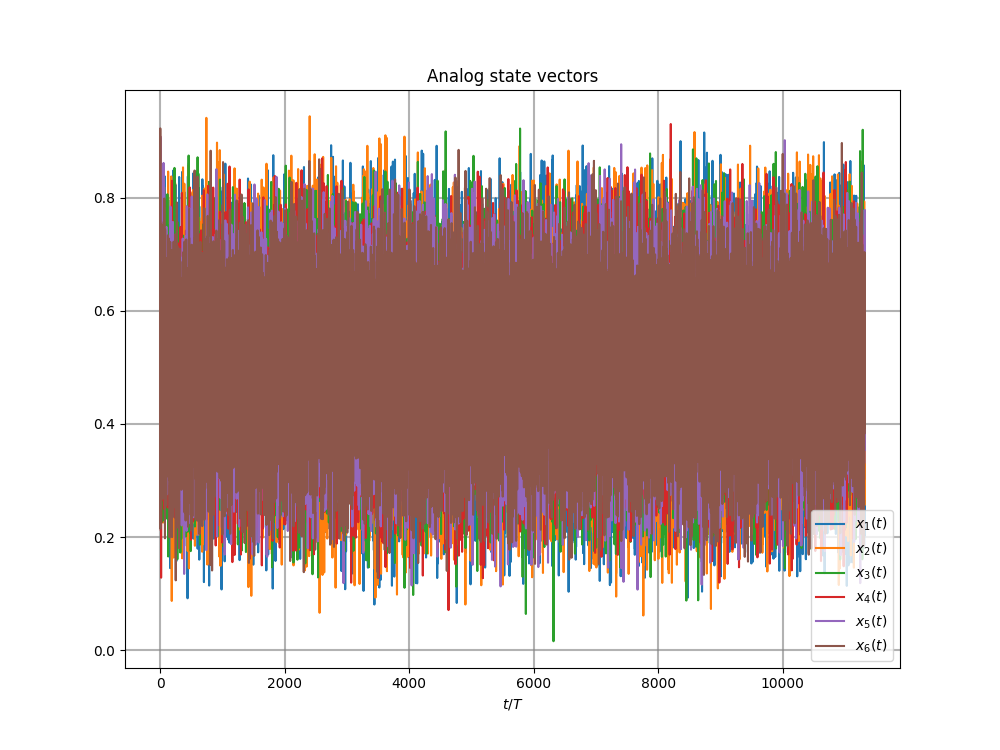 Analog state vectors
0.8
0.6
0.4
0.2
0.0
0 2000 4000 6000 8000 10000
t/T
x₁(t)
x₂(t)
x₃(t)
x₄(t)
x₅(t)
x₆(t)